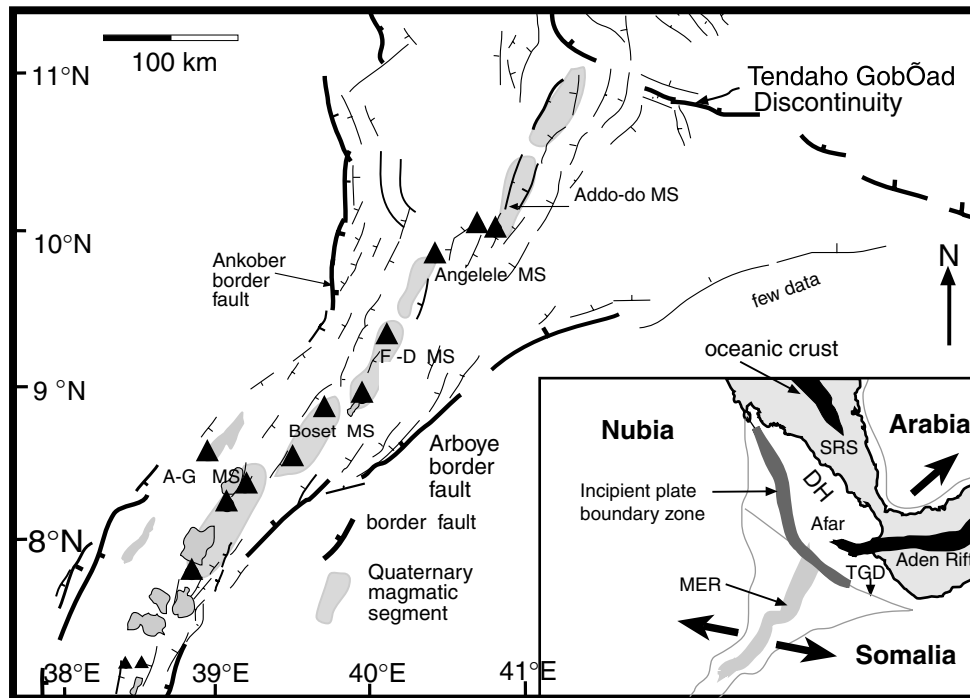 100 km
11°N
Tendaho GobÕad
Discontinuity
Addo-do MS
10°N
Ankober
border
fault
Angelele MS
N
few data
F-D MS
9 °N
oceanic crust
Boset MS
Arboye
border
fault
A-G MS
border fault
8°N
Quaternary
magmatic
segment
38°E
39°E
40°E
41°E
Nubia
Arabia
SRS
DH
Incipient plate
boundary zone
Afar
Aden Rift
TGD
MER
Somalia